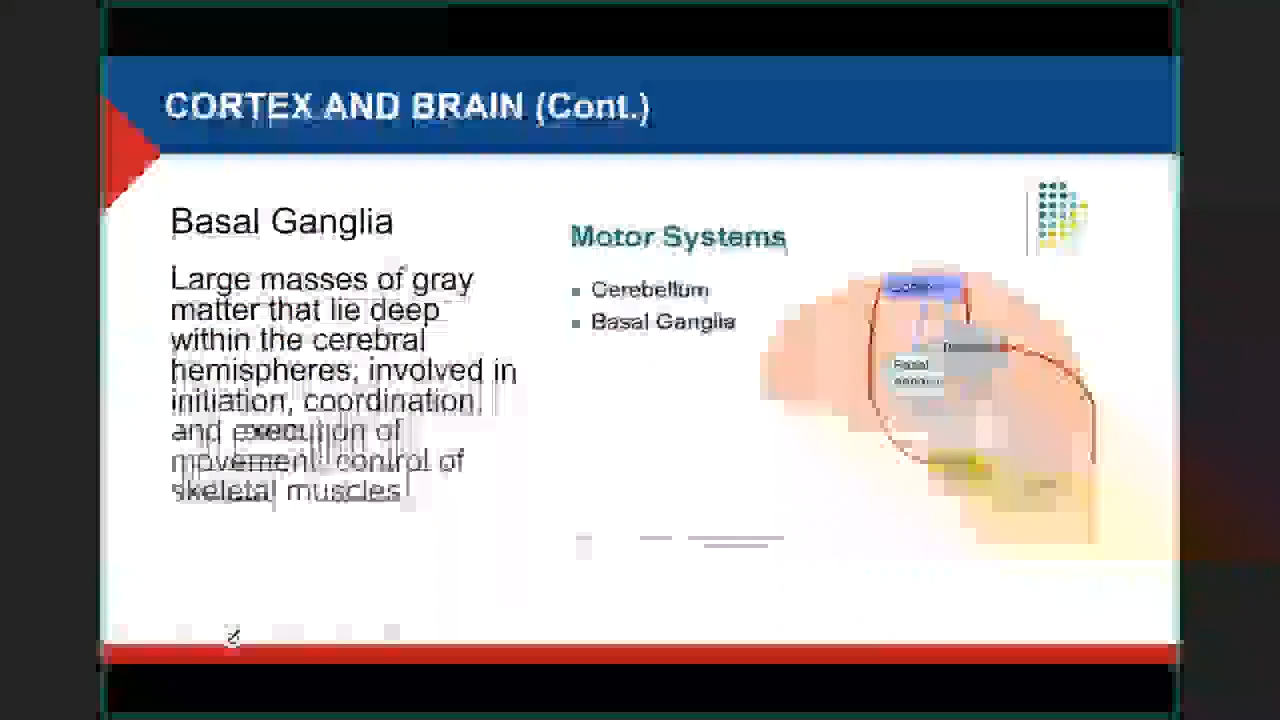 CORTEX AND BRAIN (Cont.)
Basal Ganglia
Large masses of gray
matter that lie deep
within the cerebral
hemispheres; involved in
initiation, coordination,
and execution of
movement; control of
skeletal muscles
Motor Systems
Cerebellum
Basal Ganglia
Basal